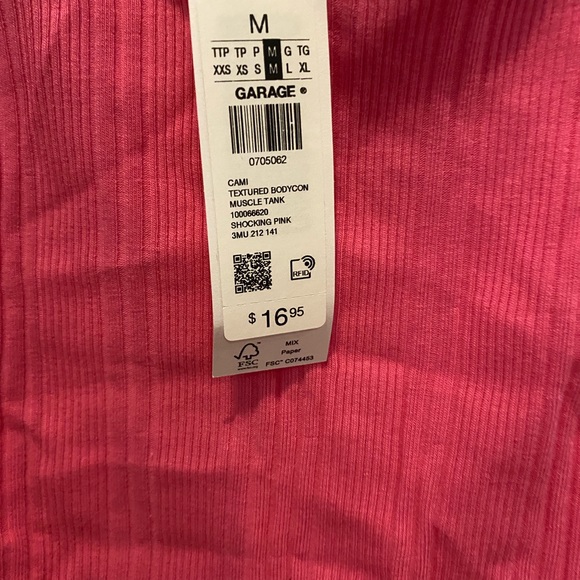 M
TTP TP P M G TG
XXS XS S M L XL
GARAGE ®
0705062
CAMI
TEXTURED BODYCON
MUSCLE TANK
100066620
SHOCKING PINK
3MU 212 141
RFID
$ 16 95
MIX
Paper
FSC
FSC™ C074453